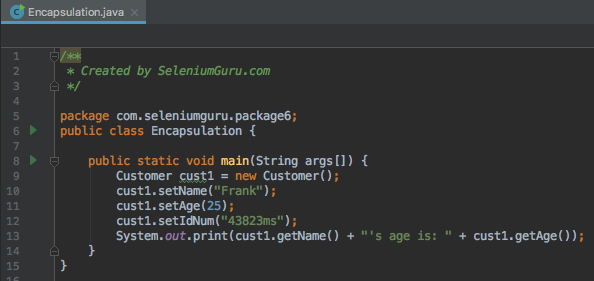 Encapsulation.java
1 /**
2 * Created by SeleniumGuru.com
3 */
4
5 package com.seleniumguru.package6;
6 public class Encapsulation {
7
8 public static void main(String args[]) {
9 Customer cust1 = new Customer();
10 cust1.setName("Frank");
11 cust1.setAge(25);
12 cust1.setIdNum("43823ms");
13 System.out.print(cust1.getName() + "'s age is: " + cust1.getAge());
14 }
15 }
16